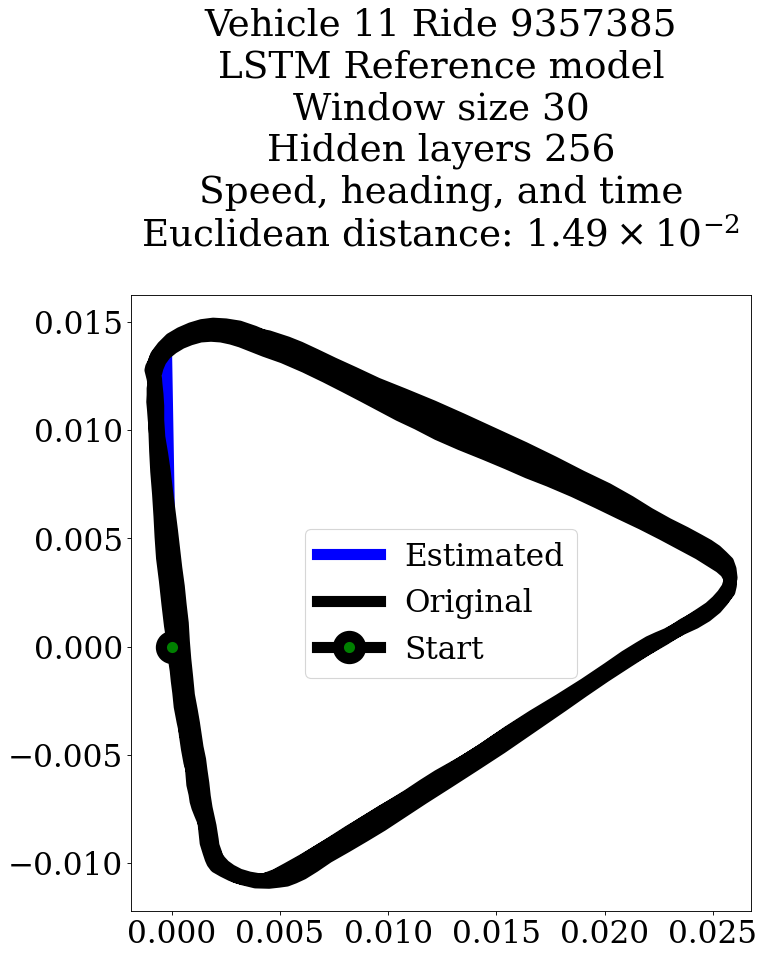 Vehicle 11 Ride 9357385
LSTM Reference model
Window size 30
Hidden layers 256
Speed, heading, and time
Euclidean distance: 1.49 × 10⁻²
0.015
0.010
0.005
0.000
−0.005
−0.010
Estimated
Original
Start
0.000 0.005 0.010 0.015 0.020 0.025